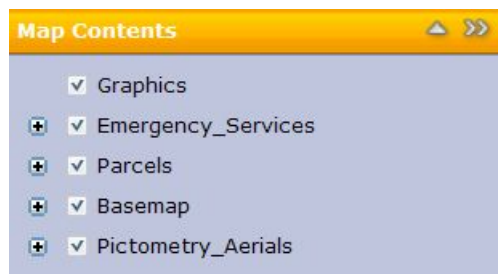 Map Contents
Graphics
Emergency_Services
Parcels
Basemap
Pictometry_Aerials